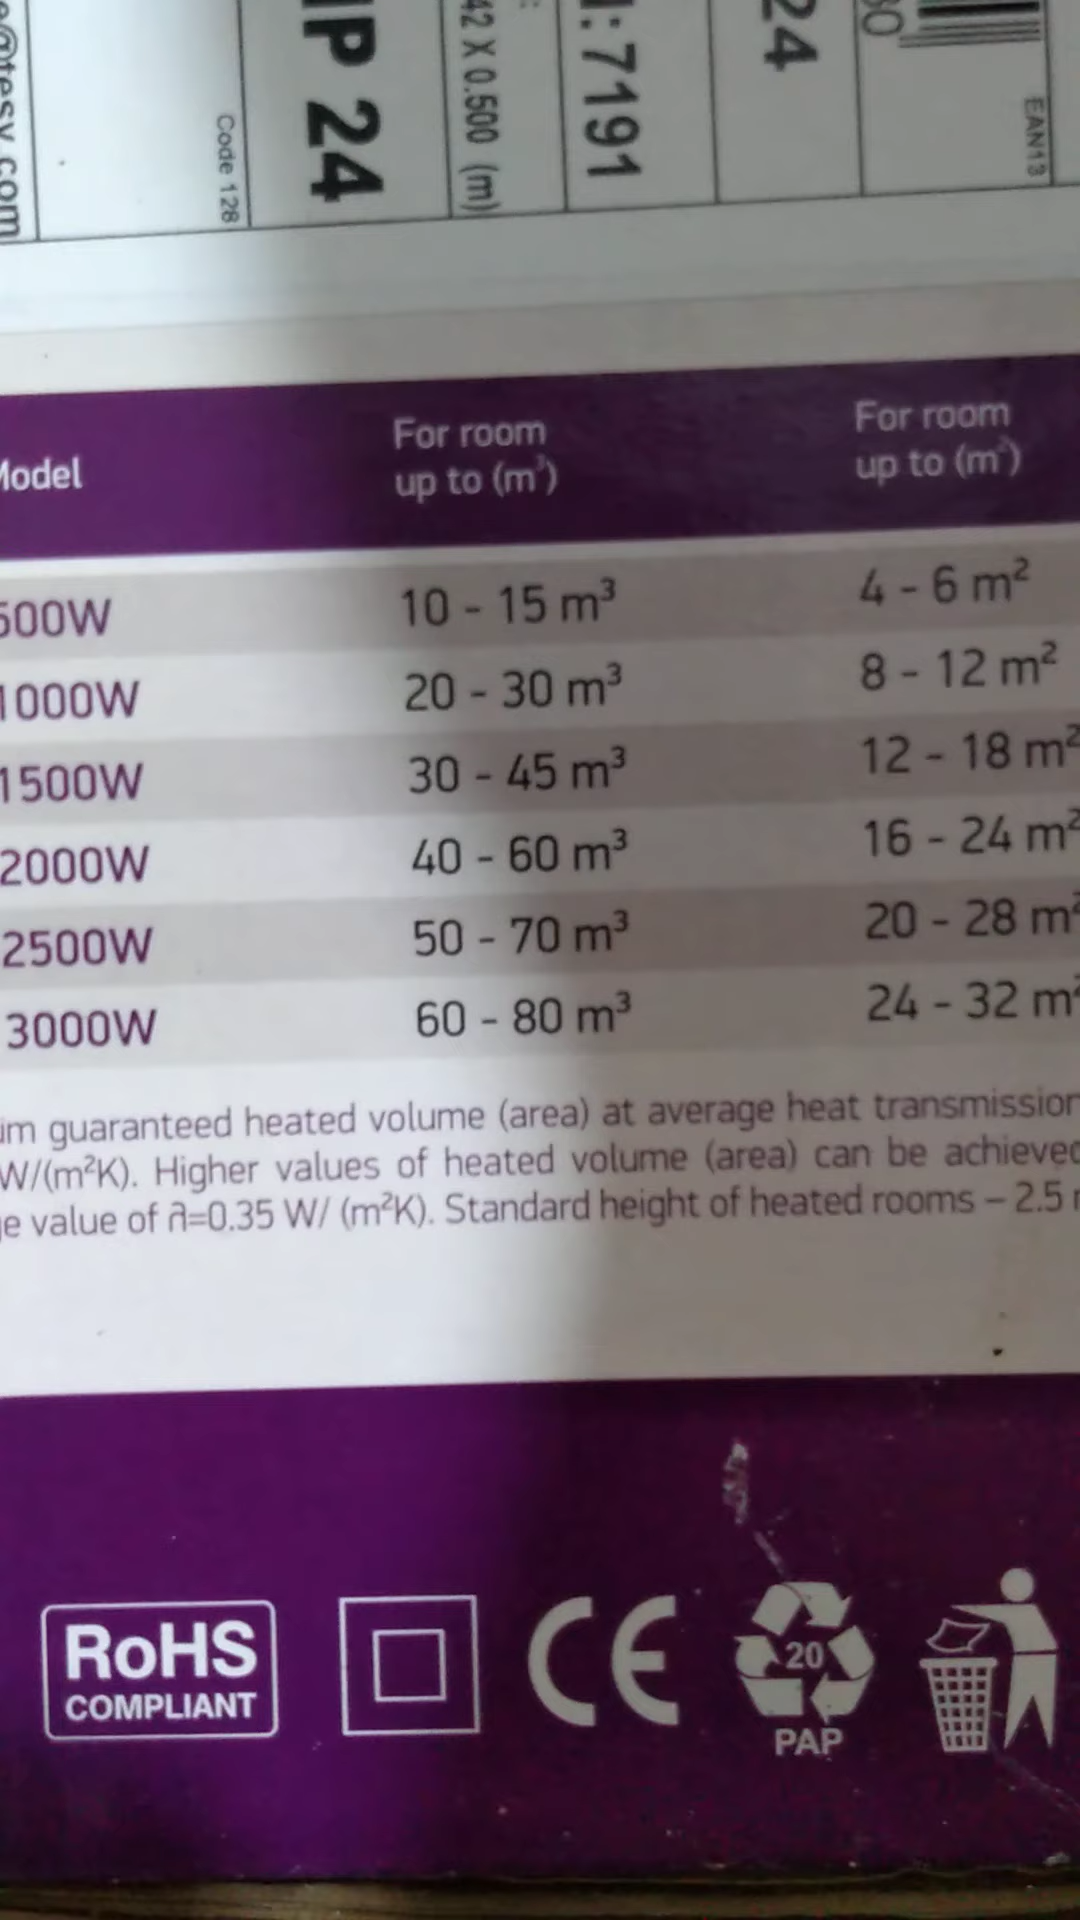 e@tesy.com
Code 128
IP 24
42 X 0.500 (m)
:7191
24
EAN13
Model For room up to (m³) For room up to (m²)
500W 10 - 15 m³ 4 - 6 m²
1000W 20 - 30 m³ 8 - 12 m²
1500W 30 - 45 m³ 12 - 18 m²
2000W 40 - 60 m³ 16 - 24 m²
2500W 50 - 70 m³ 20 - 28 m²
3000W 60 - 80 m³ 24 - 32 m²
um guaranteed heated volume (area) at average heat transmission
W/(m²K). Higher values of heated volume (area) can be achieved
ge value of λ=0.35 W/ (m²K). Standard height of heated rooms – 2.5
RoHS
COMPLIANT
CE
20
PAP